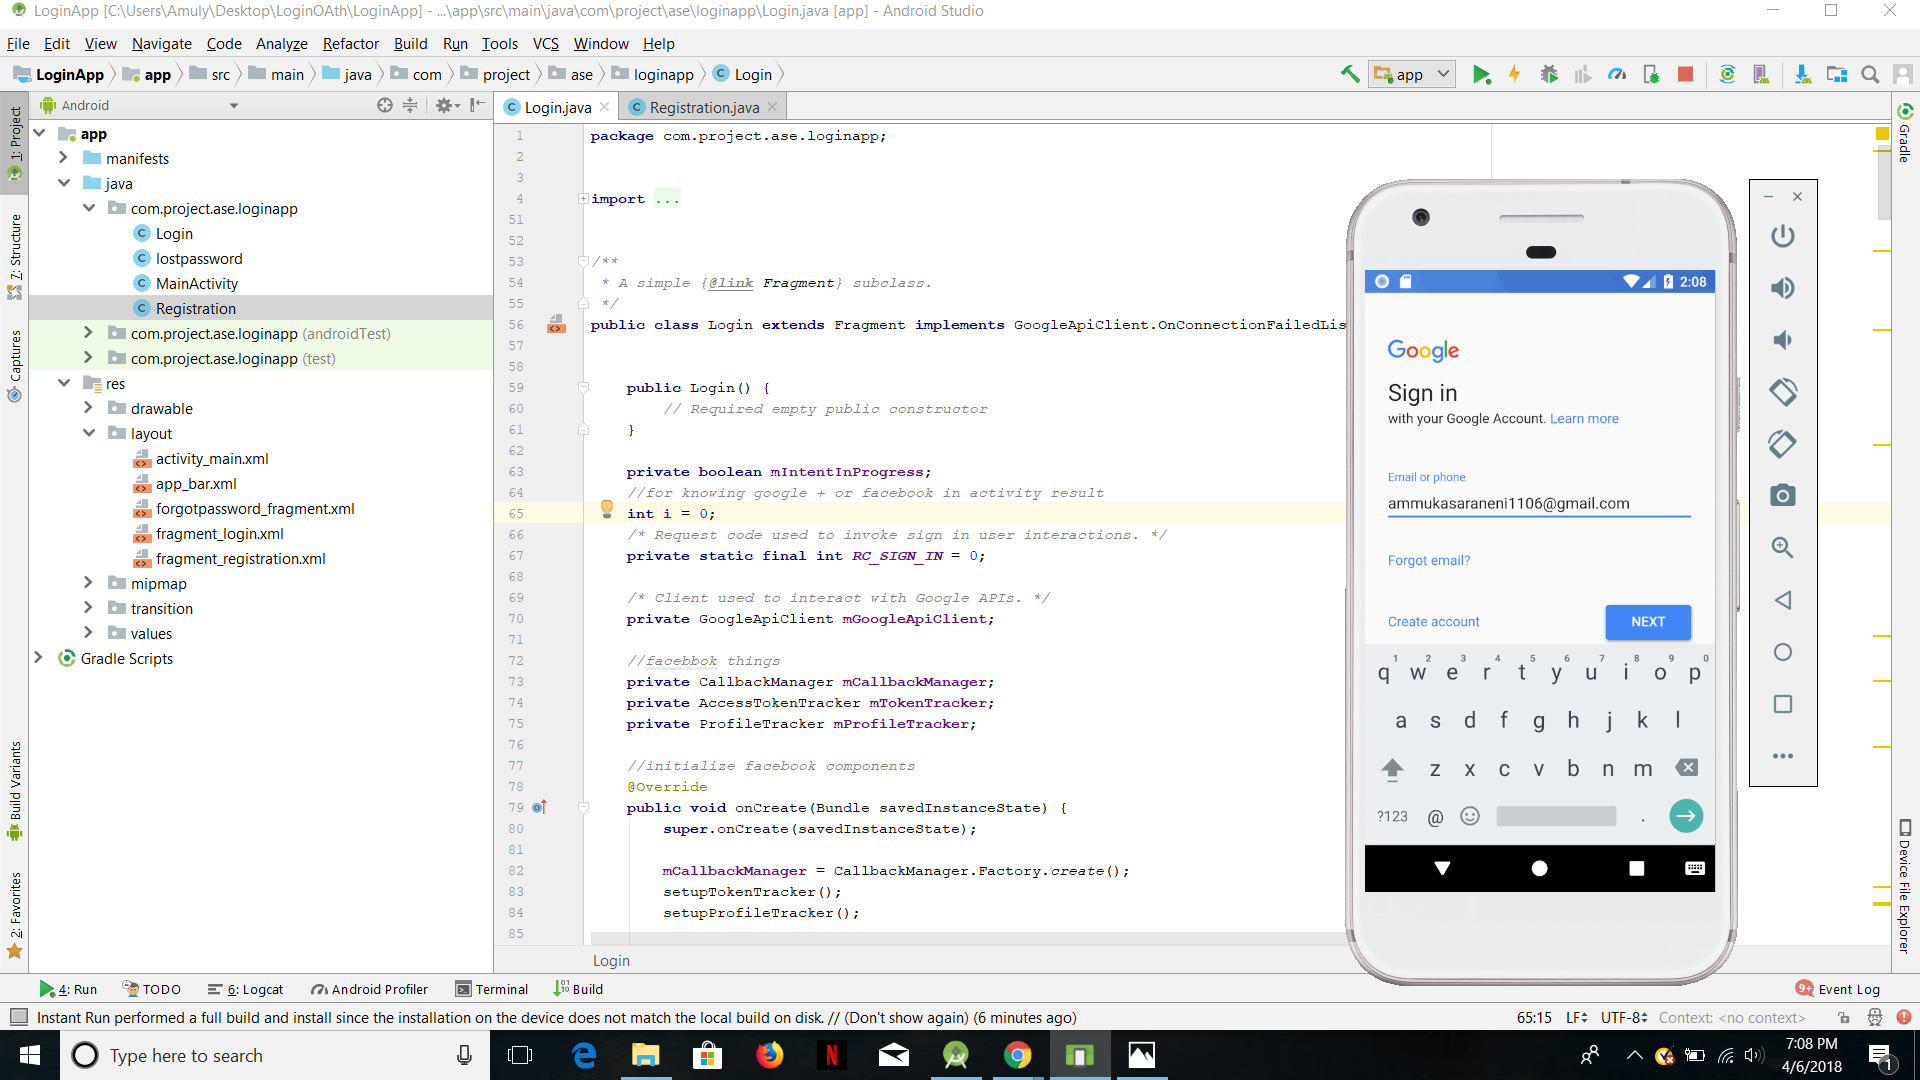 LoginApp [C:\Users\Amuly\Desktop\LoginOAth\LoginApp] - ...\app\src\main\java\com\project\ase\loginapp\Login.java [app] - Android Studio
File Edit View Navigate Code Analyze Refactor Build Run Tools VCS Window Help
LoginApp app src main java com project ase loginapp Login
app
Android
Login.java
Registration.java
1: Project
7: Structure
Captures
Build Variants
2: Favorites
app
manifests
java
com.project.ase.loginapp
Login
lostpassword
MainActivity
Registration
com.project.ase.loginapp (androidTest)
com.project.ase.loginapp (test)
res
drawable
layout
activity_main.xml
app_bar.xml
forgotpassword_fragment.xml
fragment_login.xml
fragment_registration.xml
mipmap
transition
values
Gradle Scripts
1 package com.project.ase.loginapp;
2
3
4 import ...
51
52
53 /**
54 * A simple {@link Fragment} subclass.
55 */
56 public class Login extends Fragment implements GoogleApiClient.OnConnectionFailedLis
57
58
59 public Login() {
60 // Required empty public constructor
61 }
62
63 private boolean mIntentInProgress;
64 //for knowing google + or facebook in activity result
65 int i = 0;
66 /* Request code used to invoke sign in user interactions. */
67 private static final int RC_SIGN_IN = 0;
68
69 /* Client used to interact with Google APIs. */
70 private GoogleApiClient mGoogleApiClient;
71
72 //facebbok things
73 private CallbackManager mCallbackManager;
74 private AccessTokenTracker mTokenTracker;
75 private ProfileTracker mProfileTracker;
76
77 //initialize facebook components
78 @Override
79 public void onCreate(Bundle savedInstanceState) {
80 super.onCreate(savedInstanceState);
81
82 mCallbackManager = CallbackManager.Factory.create();
83 setupTokenTracker();
84 setupProfileTracker();
85
Login
2:08
Google
Sign in
with your Google Account. Learn more
Email or phone
ammukasaraneni1106@gmail.com
Forgot email?
Create account
NEXT
1 2 3 4 5 6 7 8 9 0
q w e r t y u i o p
a s d f g h j k l
z x c v b n m
?123 @ .
Gradle
Device File Explorer
4: Run TODO 6: Logcat Android Profiler Terminal Build
9+ Event Log
Instant Run performed a full build and install since the installation on the device does not match the local build on disk. // (Don't show again) (6 minutes ago)
65:15 LF UTF-8 Context: <no context>
Type here to search
7:08 PM
4/6/2018
1